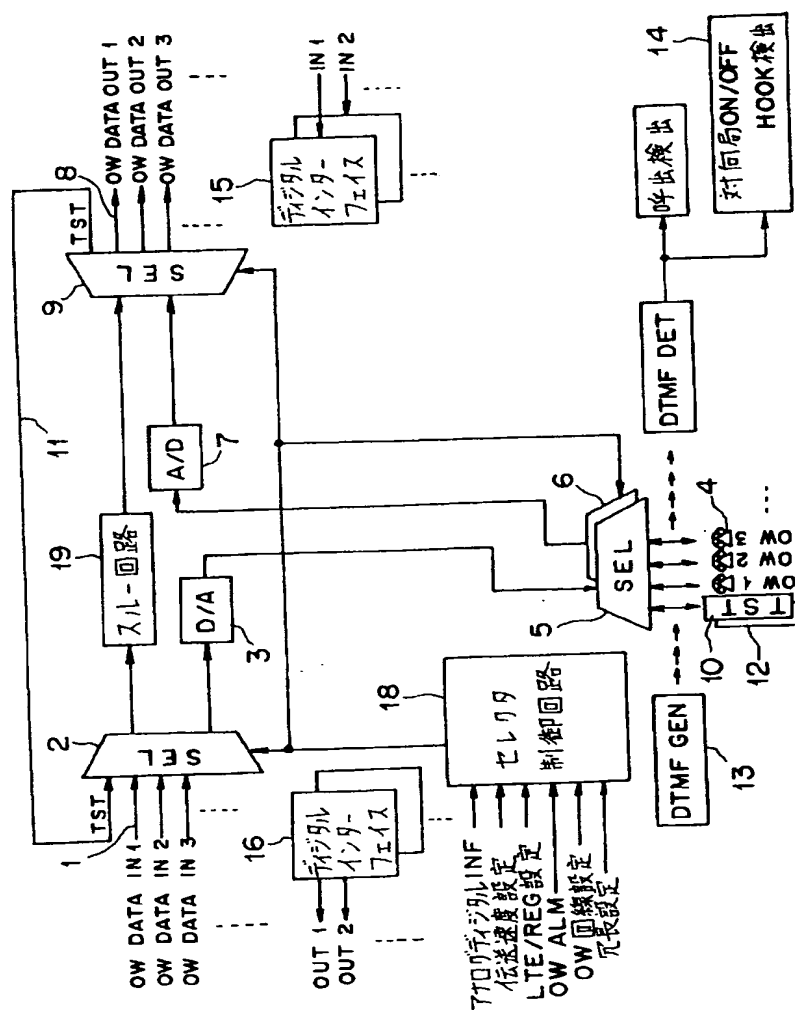 11
TST
8
OW DATA OUT 1
OW DATA OUT 2
OW DATA OUT 3
SEL
9
15
ディジタル
インター
フェイス
IN 1
IN 2
19
スルー回路
A/D
7
D/A
3
2
SEL
TST
1
OW DATA IN 1
OW DATA IN 2
OW DATA IN 3
16
ディジタル
インター
フェイス
OUT 1
OUT 2
18
セレクタ
制御回路
アナログディジタルINF
伝送速度設定
LTE/REG設定
OW ALM
OW回線設定
冗長設定
5
SEL
6
10
TST
12
OW 1
OW 2
OW 3
4
DTMF GEN
13
DTMF DET
呼出検出
14
対向局ON/OFF
HOOK検出